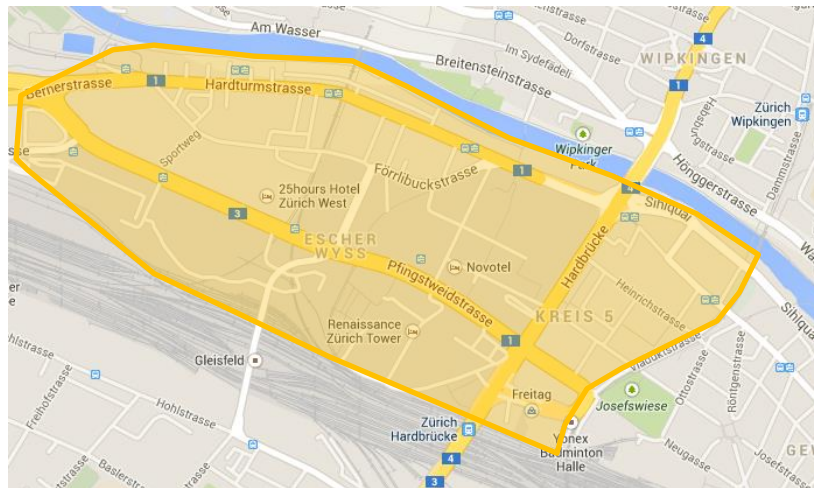 Am Wasser
4
Im Sydefädeli
Dorfstrasse
WIPKINGEN
Breitensteinstrasse
Bernerstrasse
1
Hardturmstrasse
1
Zürich
Wipkingen
Sportweg
Wipkinger
Park
Hönggerstrasse
Dammstrasse
Förrlibuckstrasse
1
4
25hours Hotel
Zürich West
Sihlquai
3
ESCHER
WYSS
Hardbrücke
Novotel
Pfingstweidstrasse
Heinrichstrasse
KREIS 5
Renaissance
Zürich Tower
1
Viaduktstrasse
Gleisfeld
Freitag
Josefswiese
Ottostrasse
Röntgenstrasse
Hohlstrasse
Freihofstrasse
Zürich
Hardbrücke
Yonex
Badminton
Halle
Neugasse
Josefstrasse
4
3
Baslerstrasse